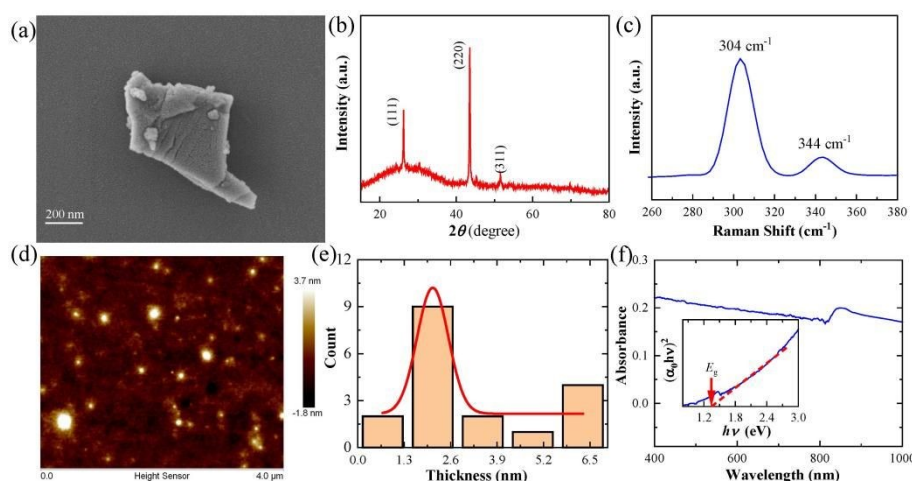 (a)
200 nm
(b)
Intensity (a.u.)
(111)
(220)
(311)
20 40 60 80
2θ (degree)
(c)
Intensity (a.u.)
304 cm-1
344 cm-1
260 280 300 320 340 360 380
Raman Shift (cm-1)
(d)
3.7 nm
-1.8 nm
0.0 Height Sensor 4.0 μm
(e)
Count
12
9
6
3
0
0.0 1.3 2.6 3.9 5.2 6.5
Thickness (nm)
(f)
Absorbance
0.3
0.2
0.1
0.0
(α0hν)2
Eg
1.2 1.8 2.4 3.0
hν (eV)
400 600 800 1000
Wavelength (nm)